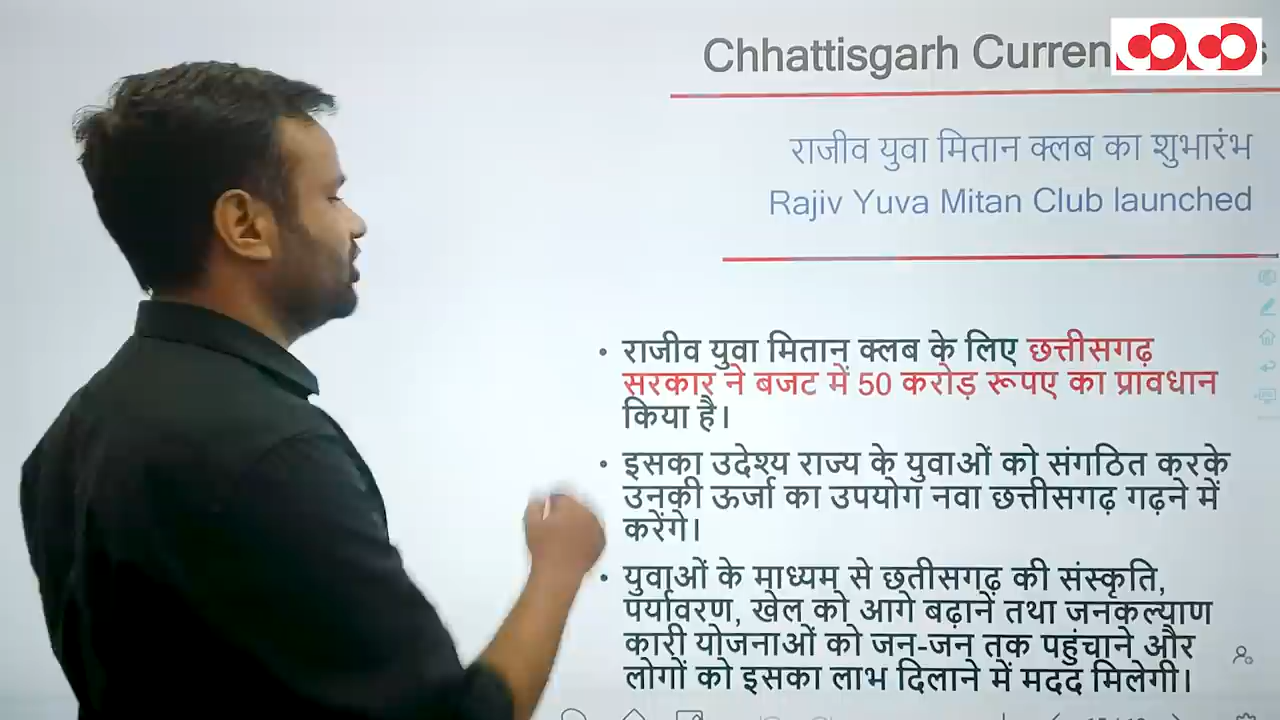 Chhattisgarh Curren
राजीव युवा मितान क्लब का शुभारंभ
Rajiv Yuva Mitan Club launched
• राजीव युवा मितान क्लब के लिए छत्तीसगढ़
सरकार ने बजट में 50 करोड़ रूपए का प्रावधान
किया है।
• इसका उदेश्य राज्य के युवाओं को संगठित करके
उनकी ऊर्जा का उपयोग नवा छत्तीसगढ़ गढ़ने में
करेंगे।
• युवाओं के माध्यम से छतीसगढ़ की संस्कृति,
पर्यावरण, खेल को आगे बढ़ाने तथा जनकल्याण
कारी योजनाओं को जन-जन तक पहुंचाने और
लोगों को इसका लाभ दिलाने में मदद मिलेगी।